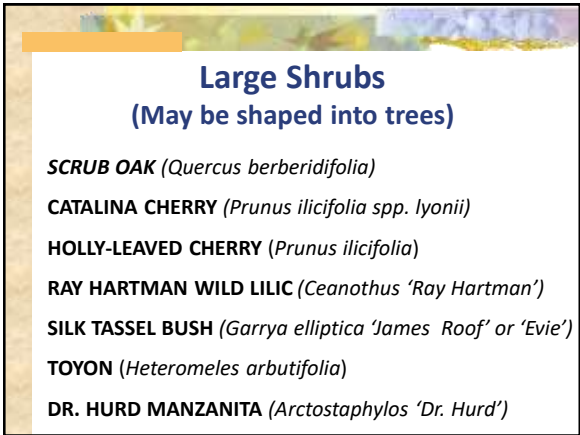 Large Shrubs
(May be shaped into trees)
SCRUB OAK (Quercus berberidifolia)
CATALINA CHERRY (Prunus ilicifolia spp. lyonii)
HOLLY-LEAVED CHERRY (Prunus ilicifolia)
RAY HARTMAN WILD LILIC (Ceanothus ‘Ray Hartman’)
SILK TASSEL BUSH (Garrya elliptica ‘James Roof’ or ‘Evie’)
TOYON (Heteromeles arbutifolia)
DR. HURD MANZANITA (Arctostaphylos ‘Dr. Hurd’)